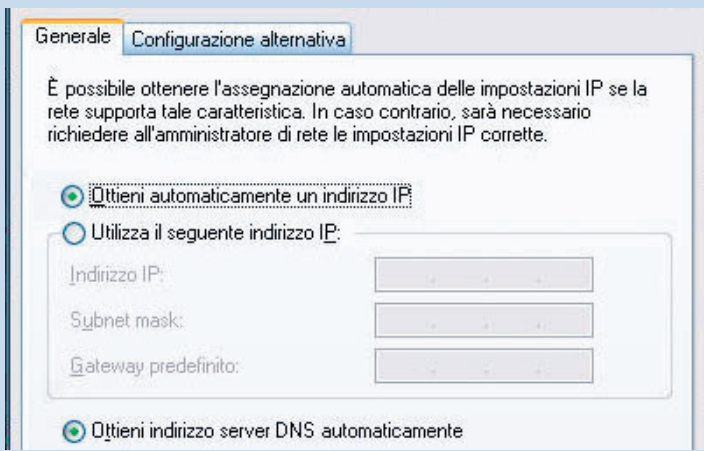 Generale Configurazione alternativa
È possibile ottenere l'assegnazione automatica delle impostazioni IP se la
rete supporta tale caratteristica. In caso contrario, sarà necessario
richiedere all'amministratore di rete le impostazioni IP corrette.
Ottieni automaticamente un indirizzo IP
Utilizza il seguente indirizzo IP:
Indirizzo IP:
Subnet mask:
Gateway predefinito:
Ottieni indirizzo server DNS automaticamente